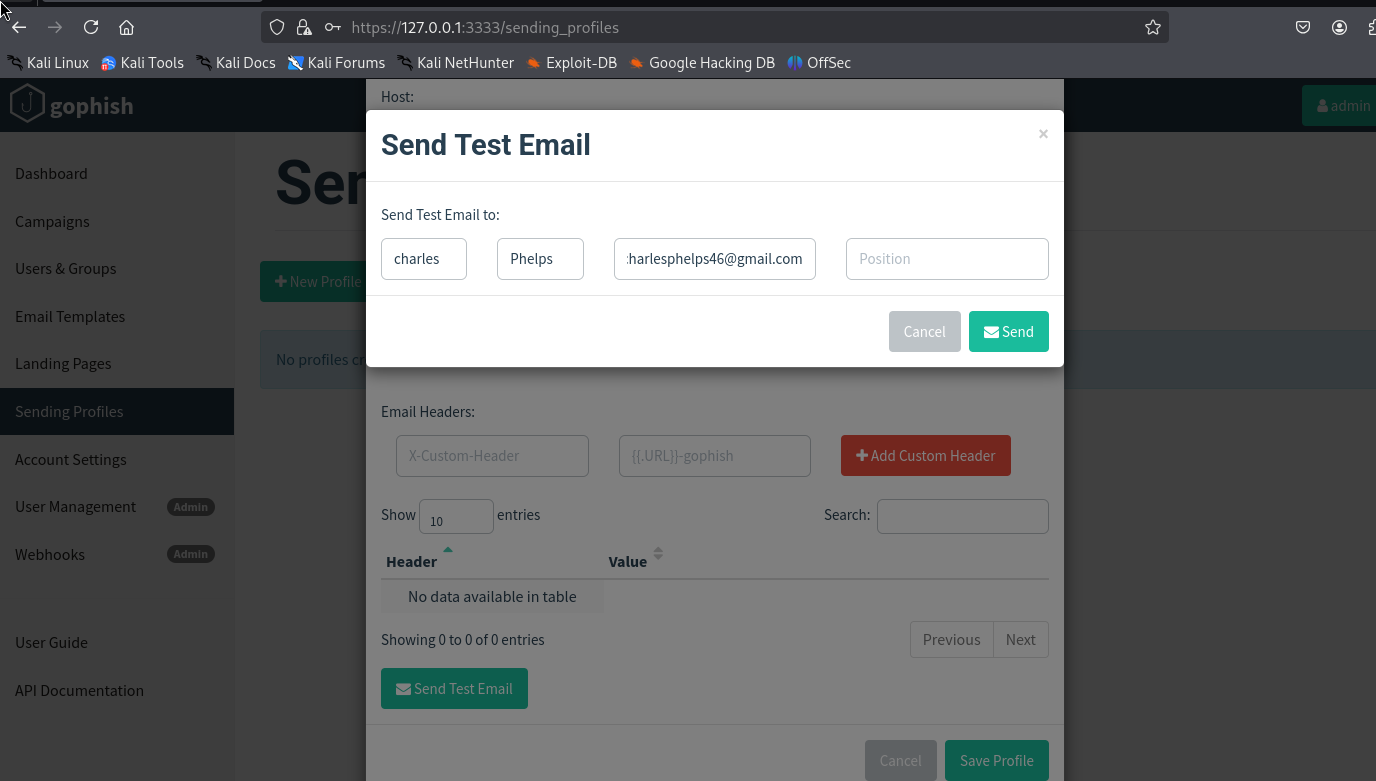 https://127.0.0.1:3333/sending_profiles
Kali Linux Kali Tools Kali Docs Kali Forums Kali NetHunter Exploit-DB Google Hacking DB OffSec
gophish
admin
Host:
Send Test Email
×
Send Test Email to:
charles Phelps harlesphelps46@gmail.com Position
Cancel Send
Dashboard
Campaigns
Users & Groups
Email Templates
Landing Pages
Sending Profiles
Account Settings
User Management Admin
Webhooks Admin
User Guide
API Documentation
Sen
New Profile
No profiles cr
Email Headers:
X-Custom-Header {{.URL}}-gophish Add Custom Header
Show 10 entries Search:
Header Value
No data available in table
Showing 0 to 0 of 0 entries Previous Next
Send Test Email
Cancel Save Profile